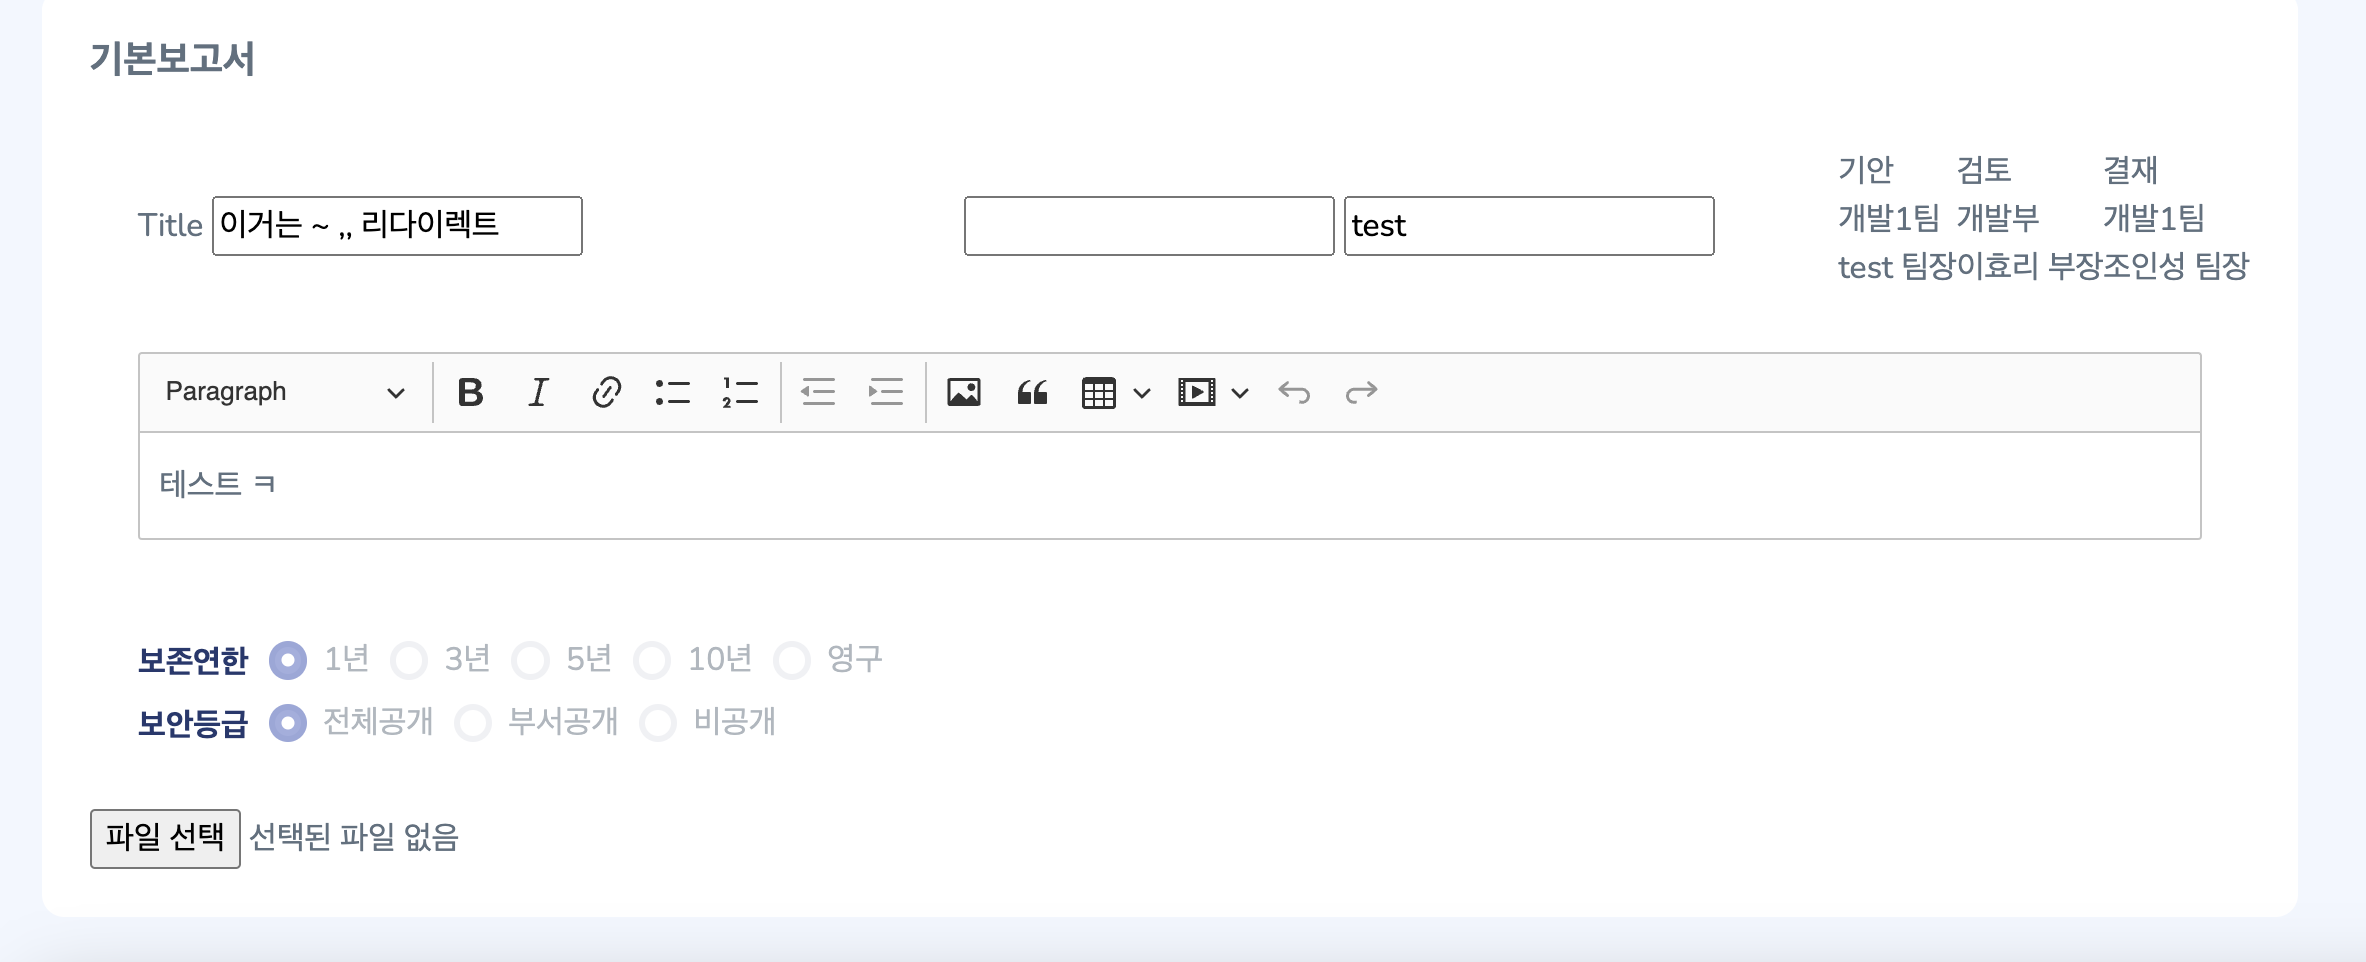 기본보고서
기안 검토 결재
Title 이거는 ~ ,, 리다이렉트 test 개발1팀 개발부 개발1팀
test 팀장이효리 부장조인성 팀장
Paragraph
테스트 ㅋ
보존연한 1년 3년 5년 10년 영구
보안등급 전체공개 부서공개 비공개
파일 선택 선택된 파일 없음